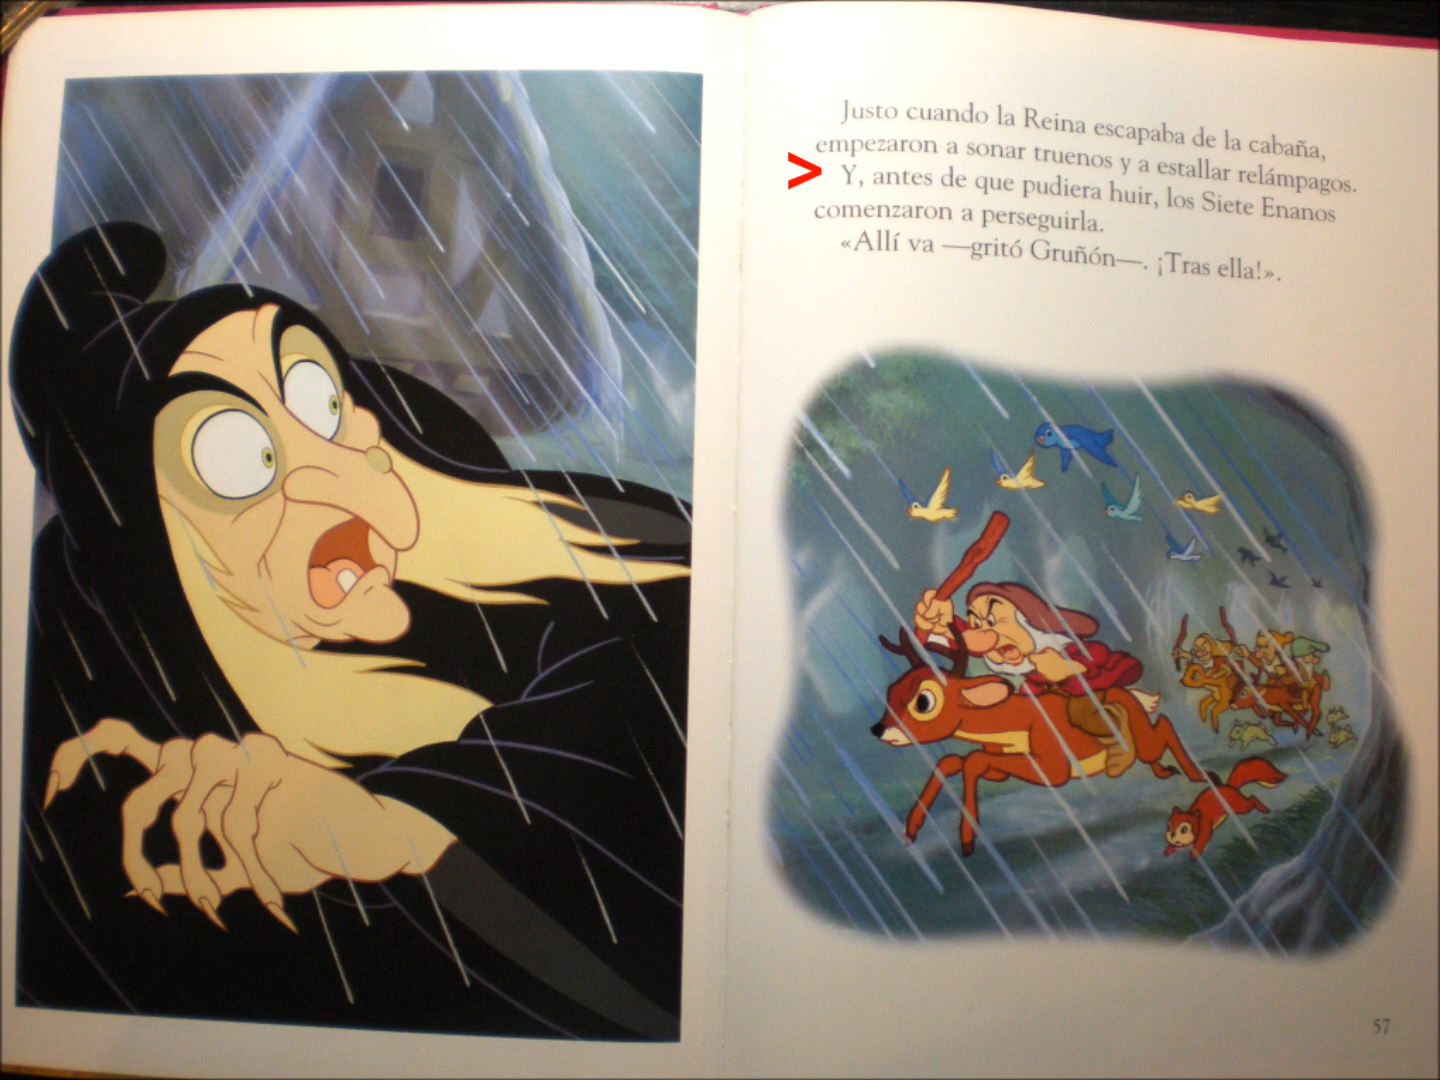 Justo cuando la Reina escapaba de la cabaña,
empezaron a sonar truenos y a estallar relámpagos.
> Y, antes de que pudiera huir, los Siete Enanos
comenzaron a perseguirla.
«Allí va —gritó Gruñón—. ¡Tras ella!».
57